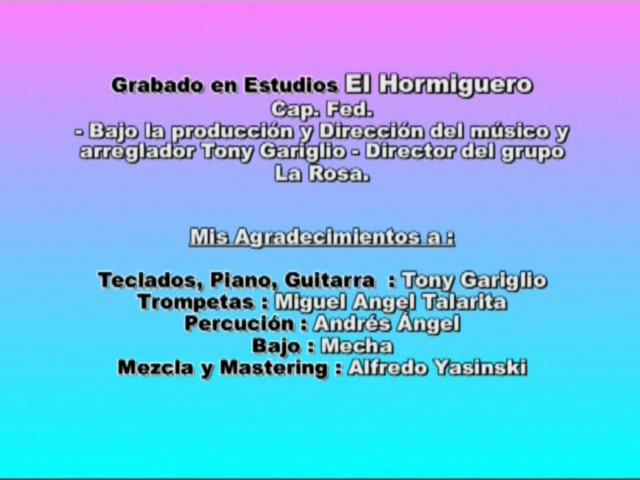 Grabado en Estudios El Hormiguero
Cap. Fed.
- Bajo la producción y Dirección del músico y
arreglador Tony Gariglio - Director del grupo
La Rosa.
Mis Agradecimientos a :
Teclados, Piano, Guitarra : Tony Gariglio
Trompetas : Miguel Angel Talarita
Percución : Andrés Ángel
Bajo : Mecha
Mezcla y Mastering : Alfredo Yasinski